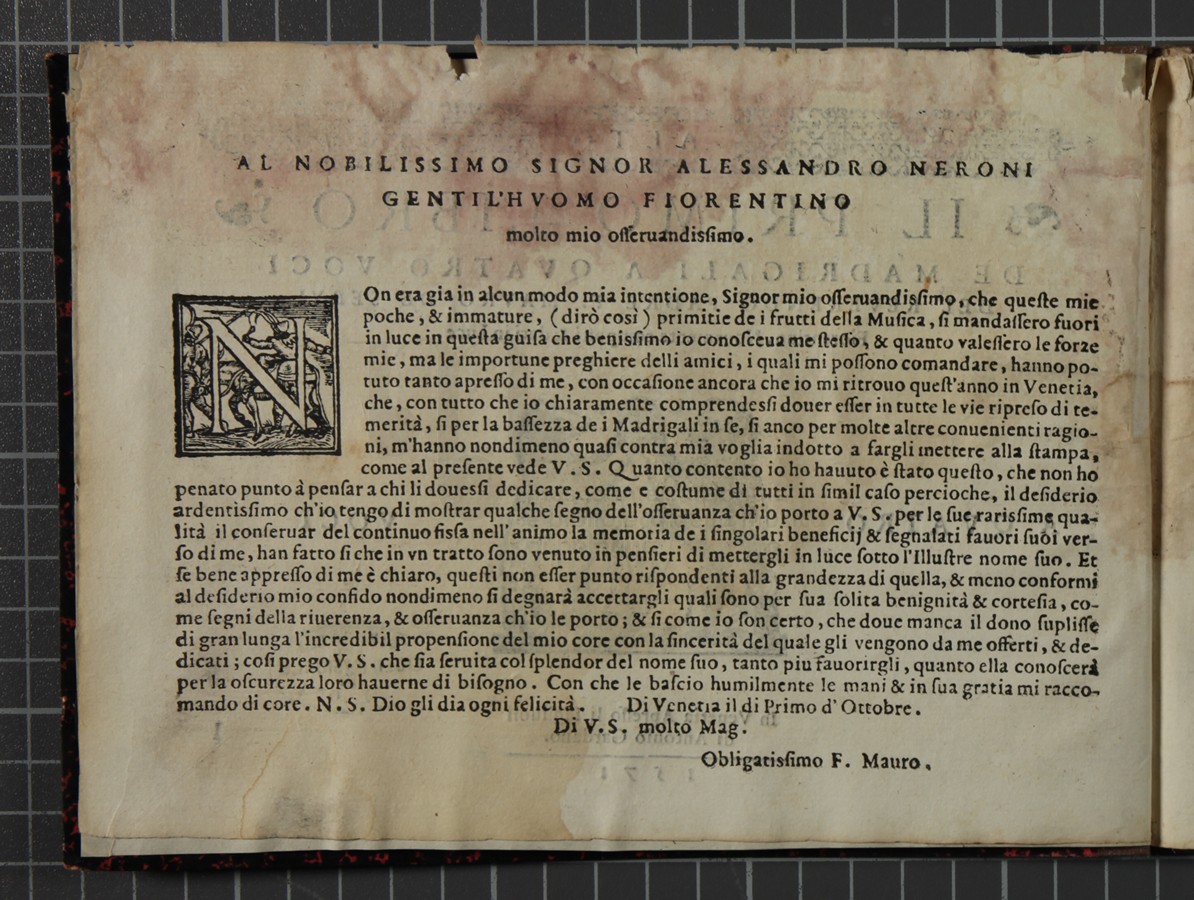 AL NOBILISSIMO SIGNOR ALESSANDRO NERONI
GENTIL'HVOMO FIORENTINO
molto mio oſſeruandiſſimo.
NOn era gia in alcun modo mia intentione, Signor mio oſſeruandiſſimo, che queſte mie
poche, & immature, (dirò così) primitie de i frutti della Muſica, ſi mandaſſero fuori
in luce in queſta guiſa che beniſſimo io conoſceua me ſteſſo, & quanto valeſſero le forze
mie, ma le importune preghiere delli amici, i quali mi poſſono comandare, hanno po-
tuto tanto apreſſo di me, con occaſione ancora che io mi ritrouo queſt'anno in Venetia,
che, con tutto che io chiaramente comprendeſſi douer eſſer in tutte le vie ripreſo di te-
merità, ſi per la baſſezza de i Madrigali in ſe, ſi anco per molte altre conuenienti ragio-
ni, m'hanno nondimeno quaſi contra mia voglia indotto a fargli mettere alla ſtampa,
come al preſente vede V. S. Quanto contento io ho hauuto è ſtato queſto, che non ho
penato punto à penſar a chi li doueſſi dedicare, come e coſtume di tutti in ſimil caſo percioche, il deſiderio
ardentiſſimo ch'io tengo di moſtrar qualche ſegno dell'oſſeruanza ch'io porto a V. S. per le ſue rariſſime qua-
lità il conſeruar del continuo fiſſa nell'animo la memoria de i ſingolari beneficij & ſegnalati fauori ſuoi ver-
ſo di me, han fatto ſi che in vn tratto ſono venuto in penſieri di mettergli in luce ſotto l'Illuſtre nome ſuo. Et
ſe bene appreſſo di me è chiaro, queſti non eſſer punto riſpondenti alla grandezza di quella, & meno conformi
al deſiderio mio confido nondimeno ſi degnarà accettargli quali ſono per ſua ſolita benignità & corteſia, co-
me ſegni della riuerenza, & oſſeruanza ch'io le porto; & ſi come io ſon certo, che doue manca il dono ſupliſſe
di gran lunga l'incredibil propenſione del mio core con la ſincerità del quale gli vengono da me offerti, & de-
dicati; coſi prego V. S. che ſia ſeruita col ſplendor del nome ſuo, tanto piu fauorirgli, quanto ella conoſcerà
per la oſcurezza loro hauerne di biſogno. Con che le baſcio humilmente le mani & in ſua gratia mi racco-
mando di core. N. S. Dio gli dia ogni felicità. Di Venetia il di Primo d'Ottobre.
Di V. S. molto Mag.
Obligatiſſimo F. Mauro.